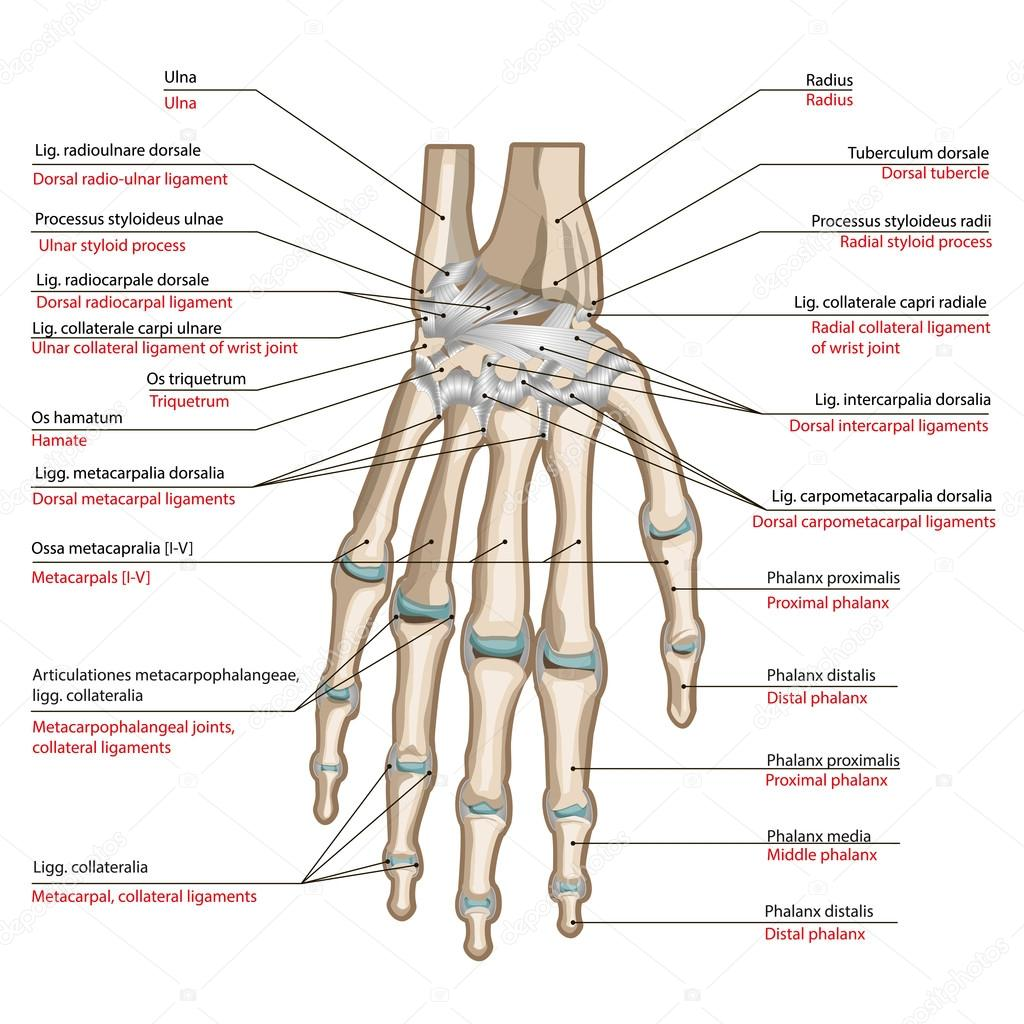 Ulna
Ulna
Lig. radioulnare dorsale
Dorsal radio-ulnar ligament
Processus styloideus ulnae
Ulnar styloid process
Lig. radiocarpale dorsale
Dorsal radiocarpal ligament
Lig. collaterale carpi ulnare
Ulnar collateral ligament of wrist joint
Os triquetrum
Triquetrum
Os hamatum
Hamate
Ligg. metacarpalia dorsalia
Dorsal metacarpal ligaments
Ossa metacapralia [I-V]
Metacarpals [I-V]
Articulationes metacarpophalangeae,
ligg. collateralia
Metacarpophalangeal joints,
collateral ligaments
Ligg. collateralia
Metacarpal, collateral ligaments
Radius
Radius
Tuberculum dorsale
Dorsal tubercle
Processus styloideus radii
Radial styloid process
Lig. collaterale capri radiale
Radial collateral ligament
of wrist joint
Lig. intercarpalia dorsalia
Dorsal intercarpal ligaments
Lig. carpometacarpalia dorsalia
Dorsal carpometacarpal ligaments
Phalanx proximalis
Proximal phalanx
Phalanx distalis
Distal phalanx
Phalanx proximalis
Proximal phalanx
Phalanx media
Middle phalanx
Phalanx distalis
Distal phalanx
depositphotos